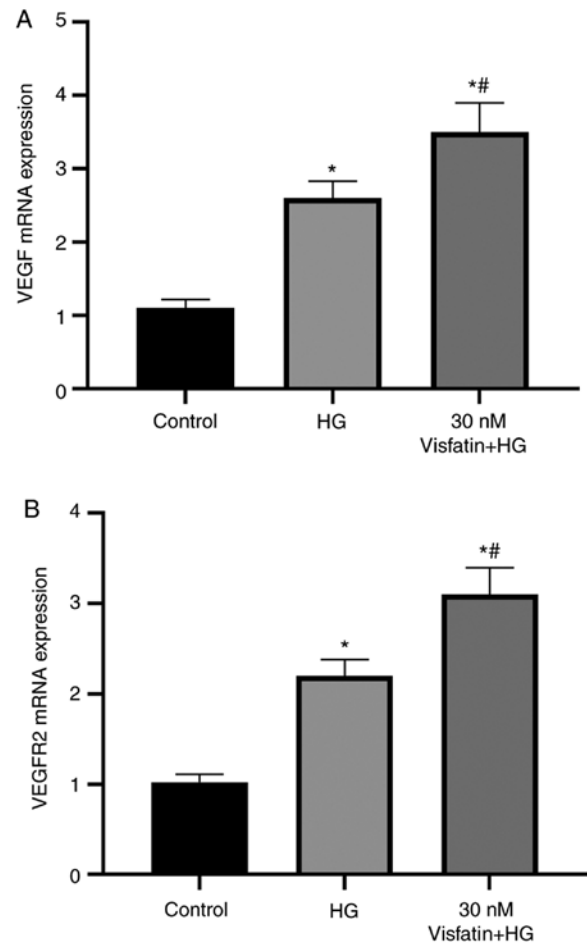 A
VEGF mRNA expression
5
4
3
2
1
0
*
*#
Control
HG
30 nM
Visfatin+HG
B
VEGFR2 mRNA expression
4
3
2
1
0
*
*#
Control
HG
30 nM
Visfatin+HG